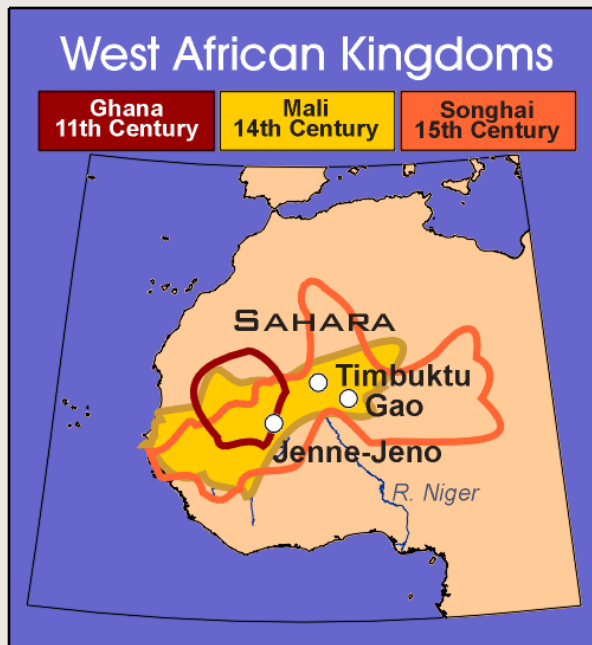 West African Kingdoms
Ghana
11th Century
Mali
14th Century
Songhai
15th Century
SAHARA
Timbuktu
Gao
Jenne-Jeno
R. Niger